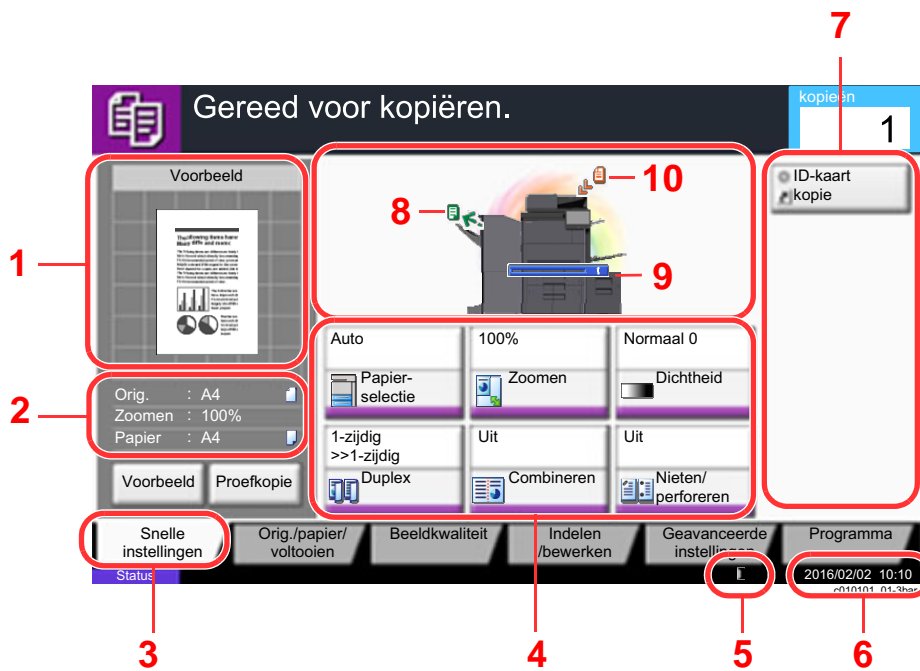 7
kopieën
Gereed voor kopiëren.
1
Voorbeeld
ID-kaart
kopie
10
8
9
1
Auto
100%
Normaal 0
Papier-
selectie
Zoomen
Dichtheid
2
Orig. : A4
Zoomen : 100%
Papier : A4
1-zijdig
>>1-zijdig
Uit
Uit
Duplex
Combineren
Nieten/
perforeren
Voorbeeld
Proefkopie
Snelle
instellingen
Orig./papier/
voltooien
Beeldkwaliteit
Indelen
/bewerken
Geavanceerde
instellingen
Programma
Status
2016/02/02 10:10
c010101_01-3bar
3
4
5
6